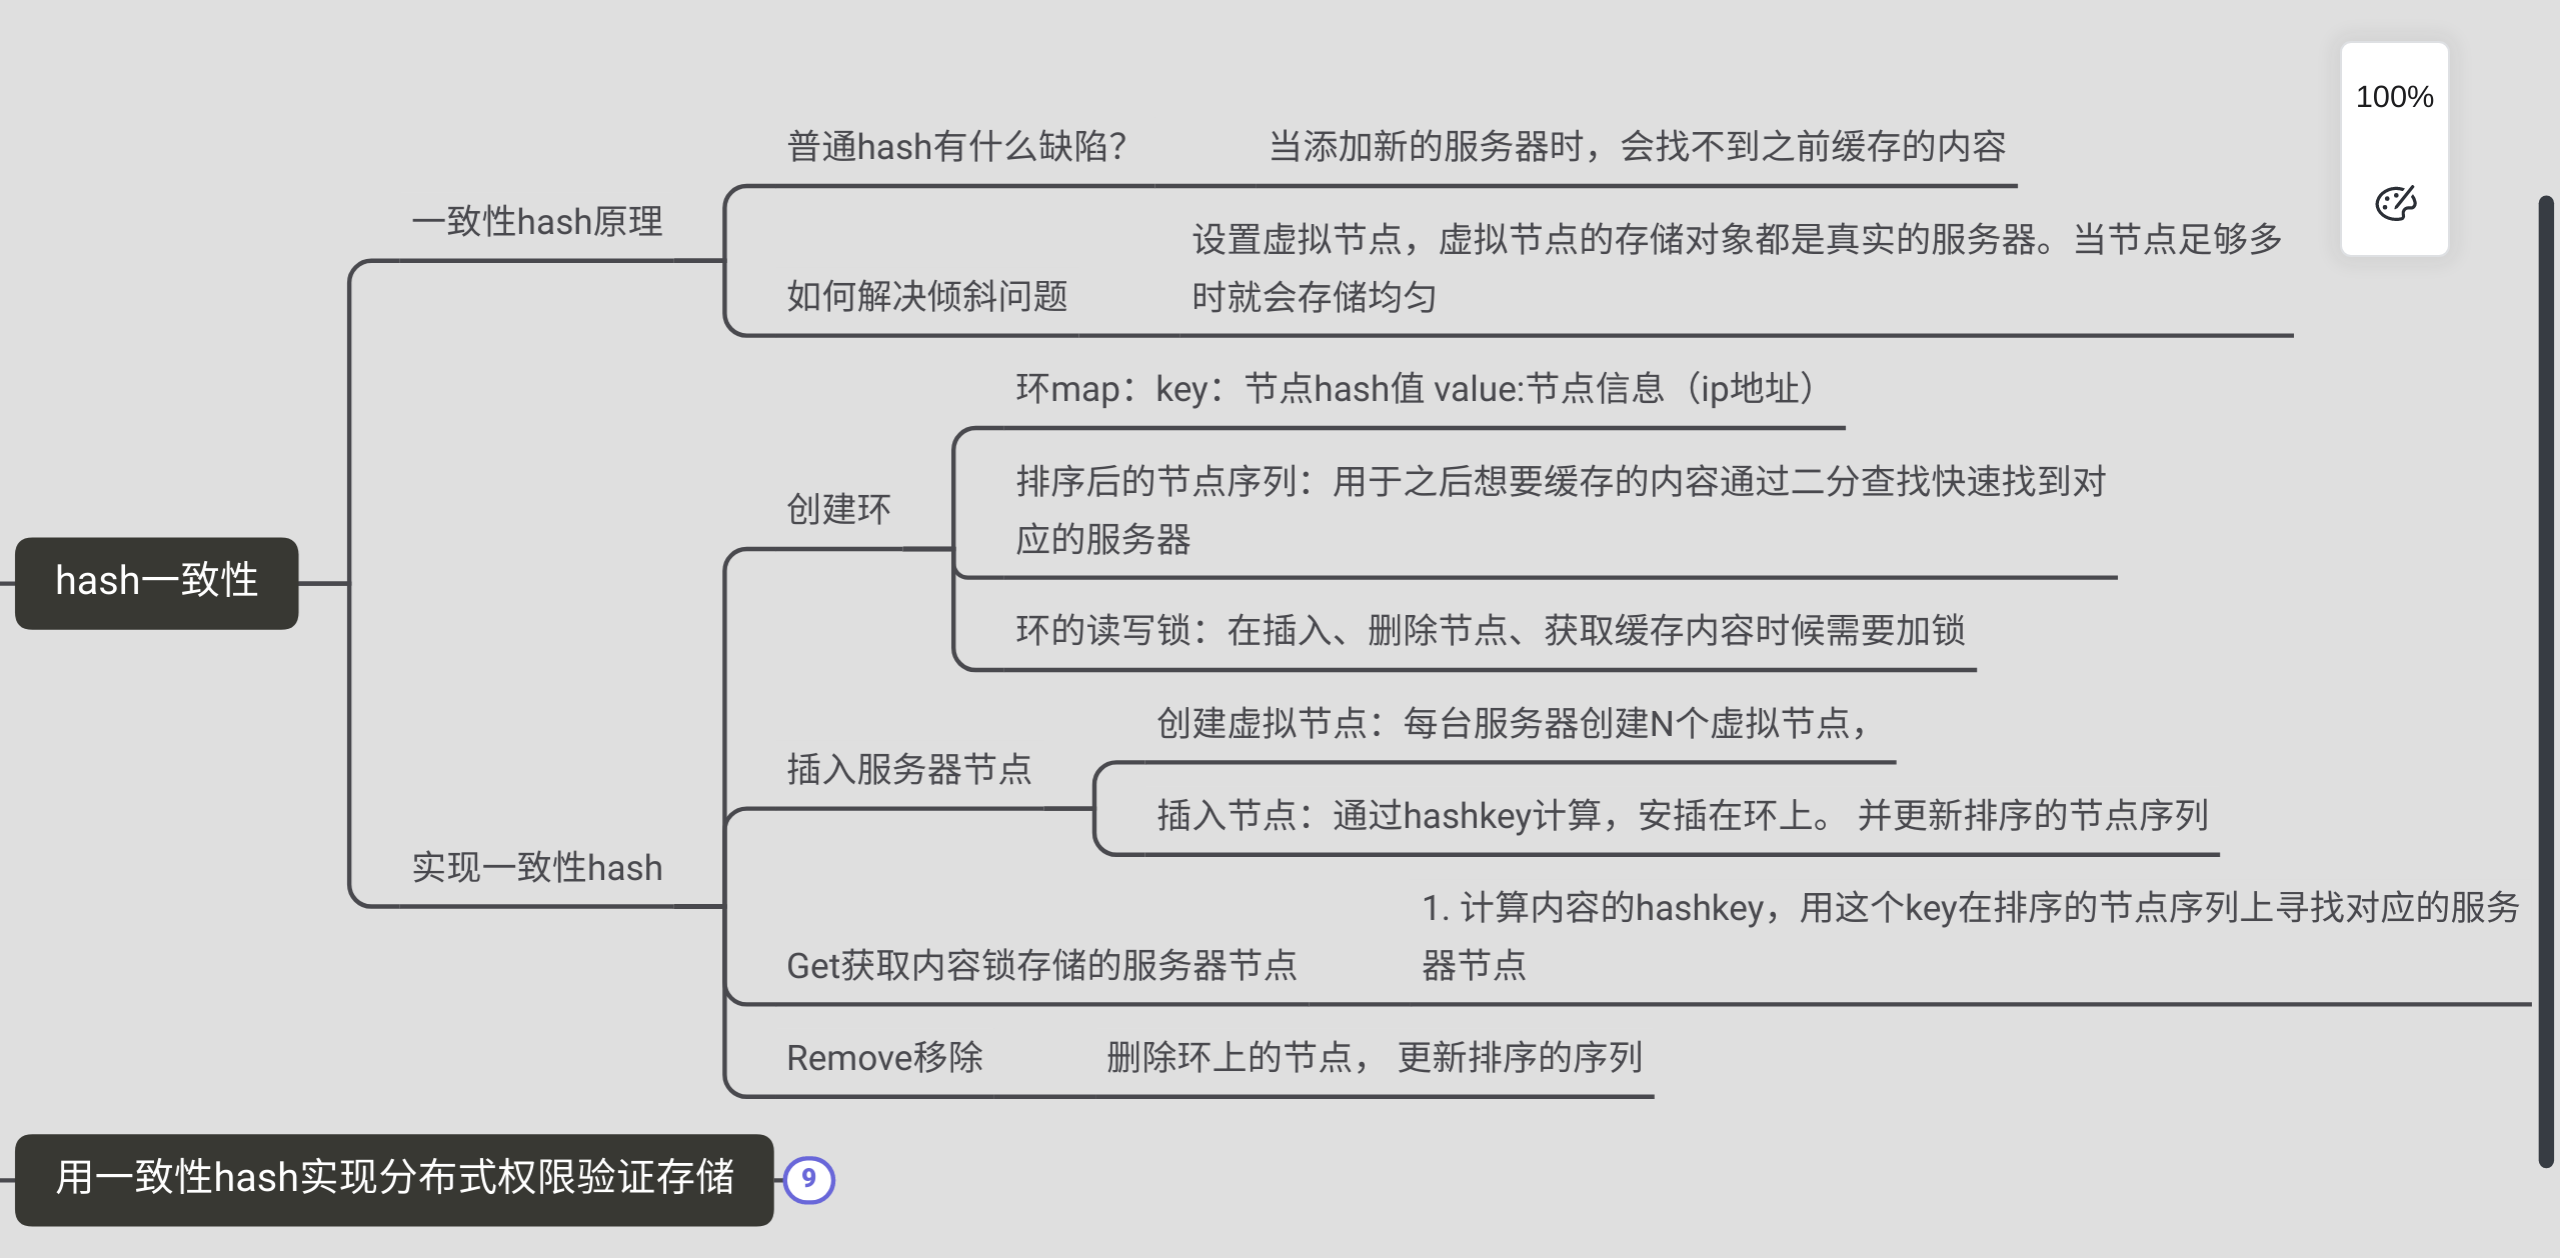 100%
普通hash有什么缺陷？
当添加新的服务器时，会找不到之前缓存的内容
一致性hash原理
设置虚拟节点，虚拟节点的存储对象都是真实的服务器。当节点足够多
时就会存储均匀
如何解决倾斜问题
环map：key：节点hash值 value:节点信息（ip地址）
排序后的节点序列：用于之后想要缓存的内容通过二分查找快速找到对
应的服务器
创建环
环的读写锁：在插入、删除节点、获取缓存内容时候需要加锁
hash一致性
创建虚拟节点：每台服务器创建N个虚拟节点，
插入服务器节点
插入节点：通过hashkey计算，安插在环上。 并更新排序的节点序列
实现一致性hash
1. 计算内容的hashkey，用这个key在排序的节点序列上寻找对应的服务
器节点
Get获取内容锁存储的服务器节点
Remove移除
删除环上的节点， 更新排序的序列
用一致性hash实现分布式权限验证存储
9